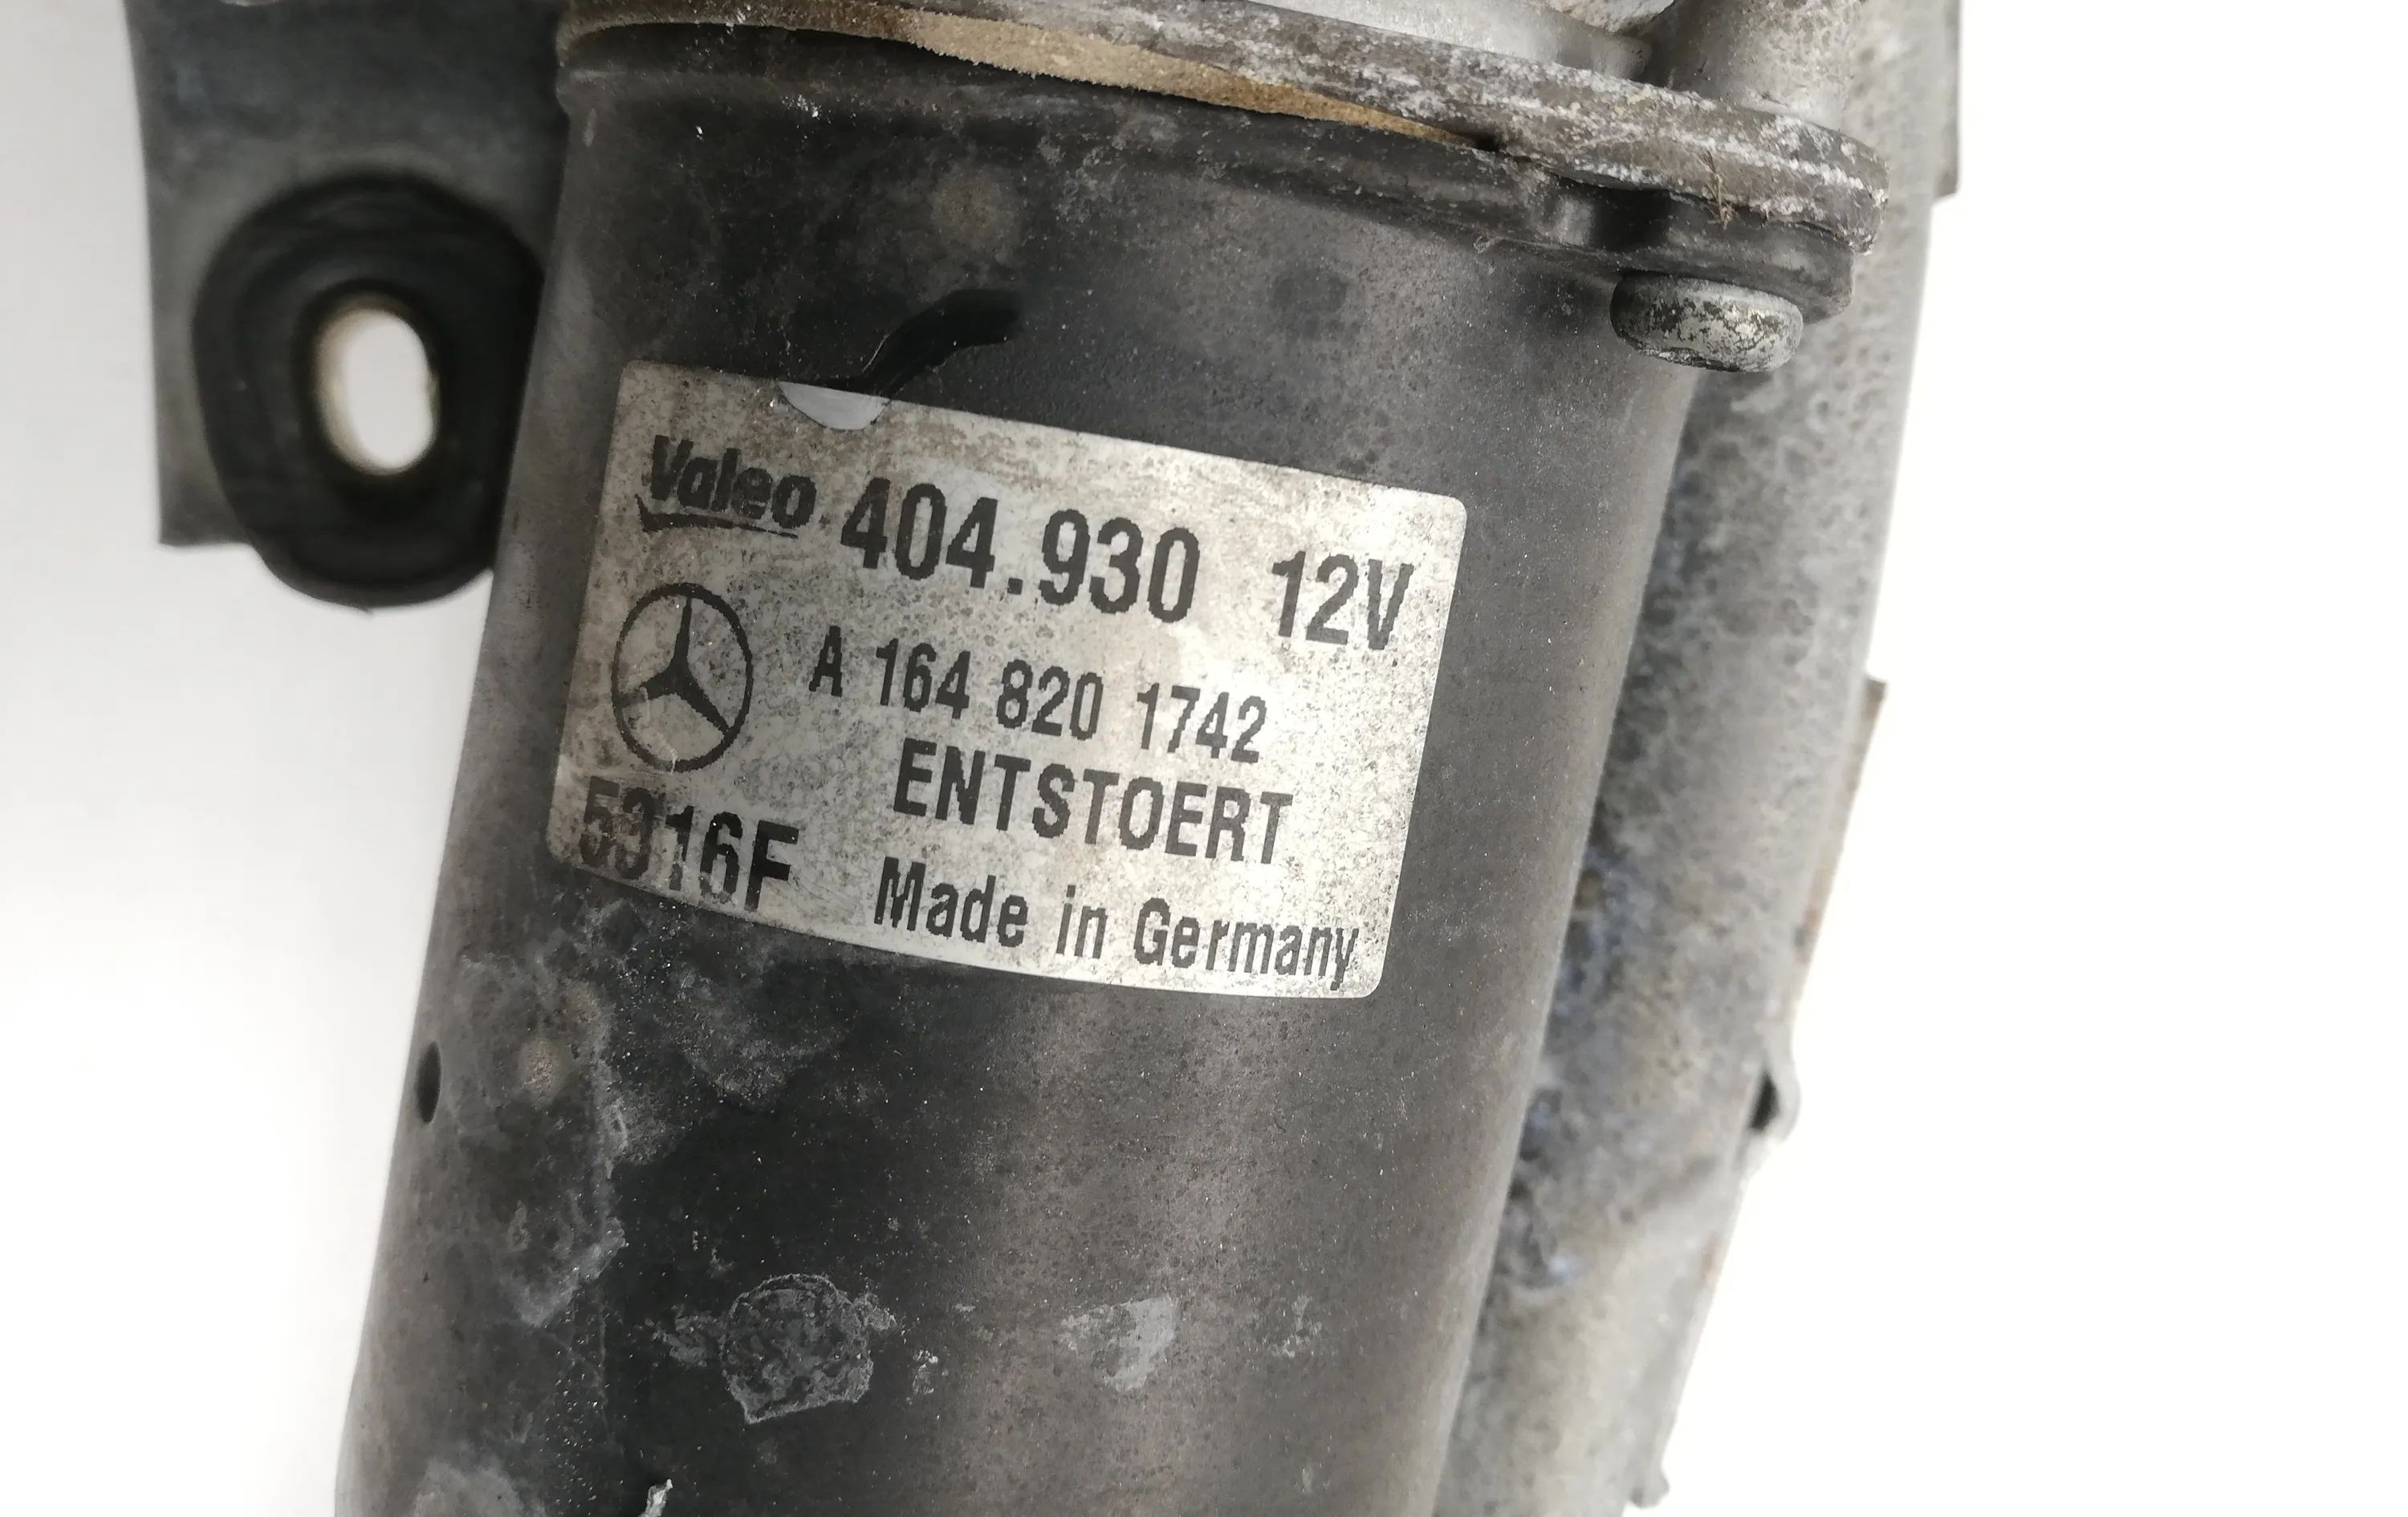 Valeo 404.930 12V
A 164 820 1742
ENTSTOERT
5316F Made in Germany